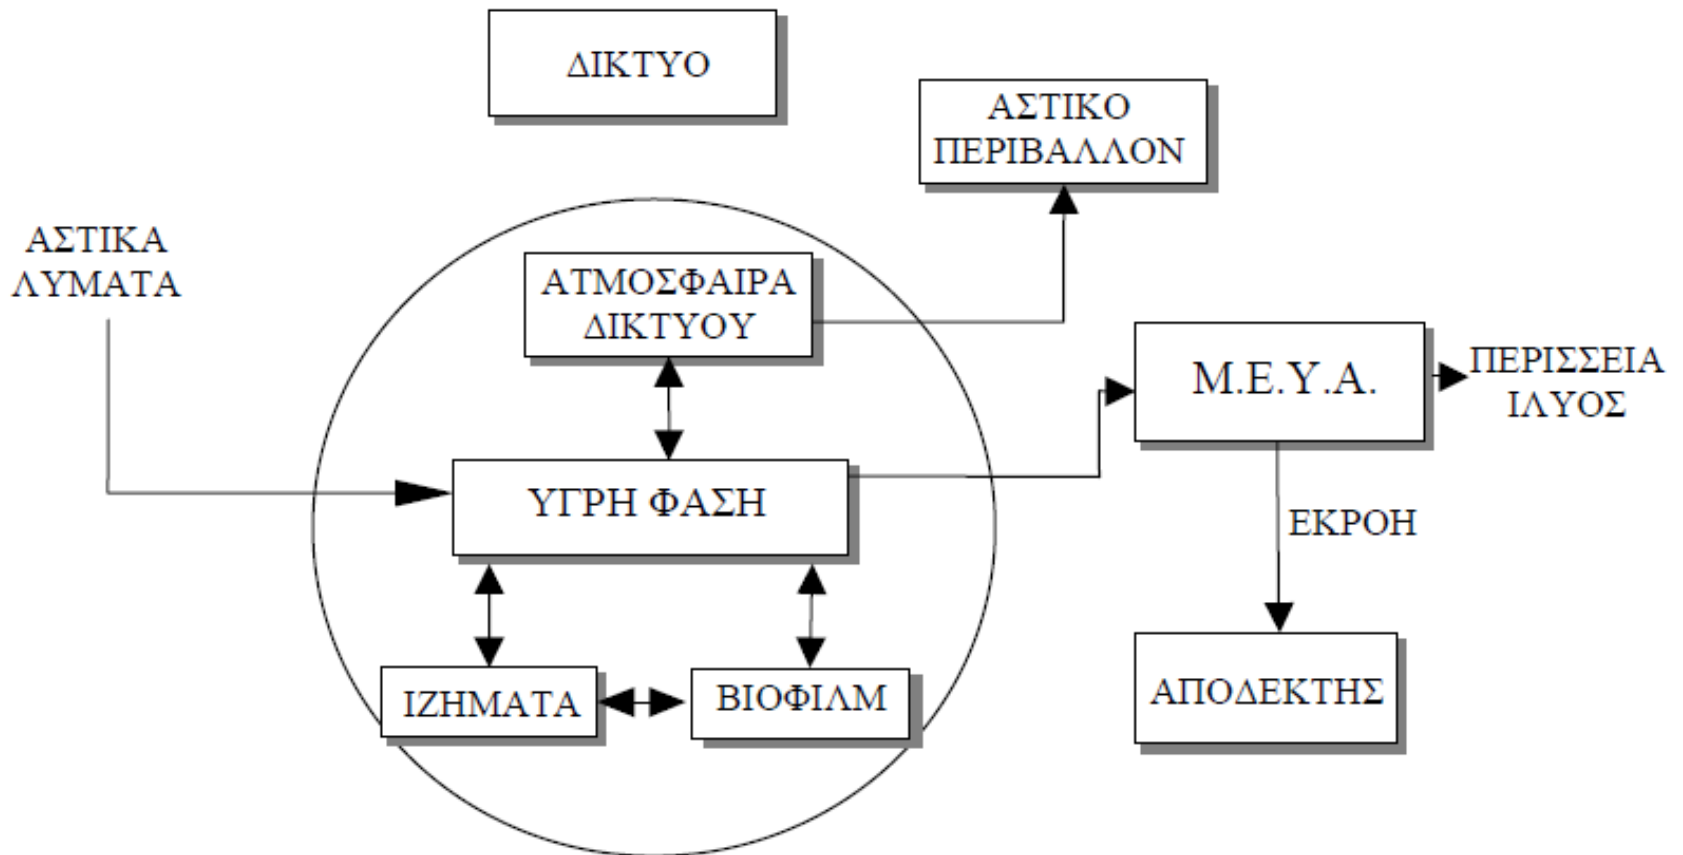 ΔΙΚΤΥΟ
ΑΣΤΙΚΟ
ΠΕΡΙΒΑΛΛΟΝ
ΑΣΤΙΚΑ
ΛΥΜΑΤΑ
ΑΤΜΟΣΦΑΙΡΑ
ΔΙΚΤΥΟΥ
Μ.Ε.Υ.Α.
ΠΕΡΙΣΣΕΙΑ
ΙΛΥΟΣ
ΥΓΡΗ ΦΑΣΗ
ΕΚΡΟΗ
ΙΖΗΜΑΤΑ
ΒΙΟΦΙΛΜ
ΑΠΟΔΕΚΤΗΣ